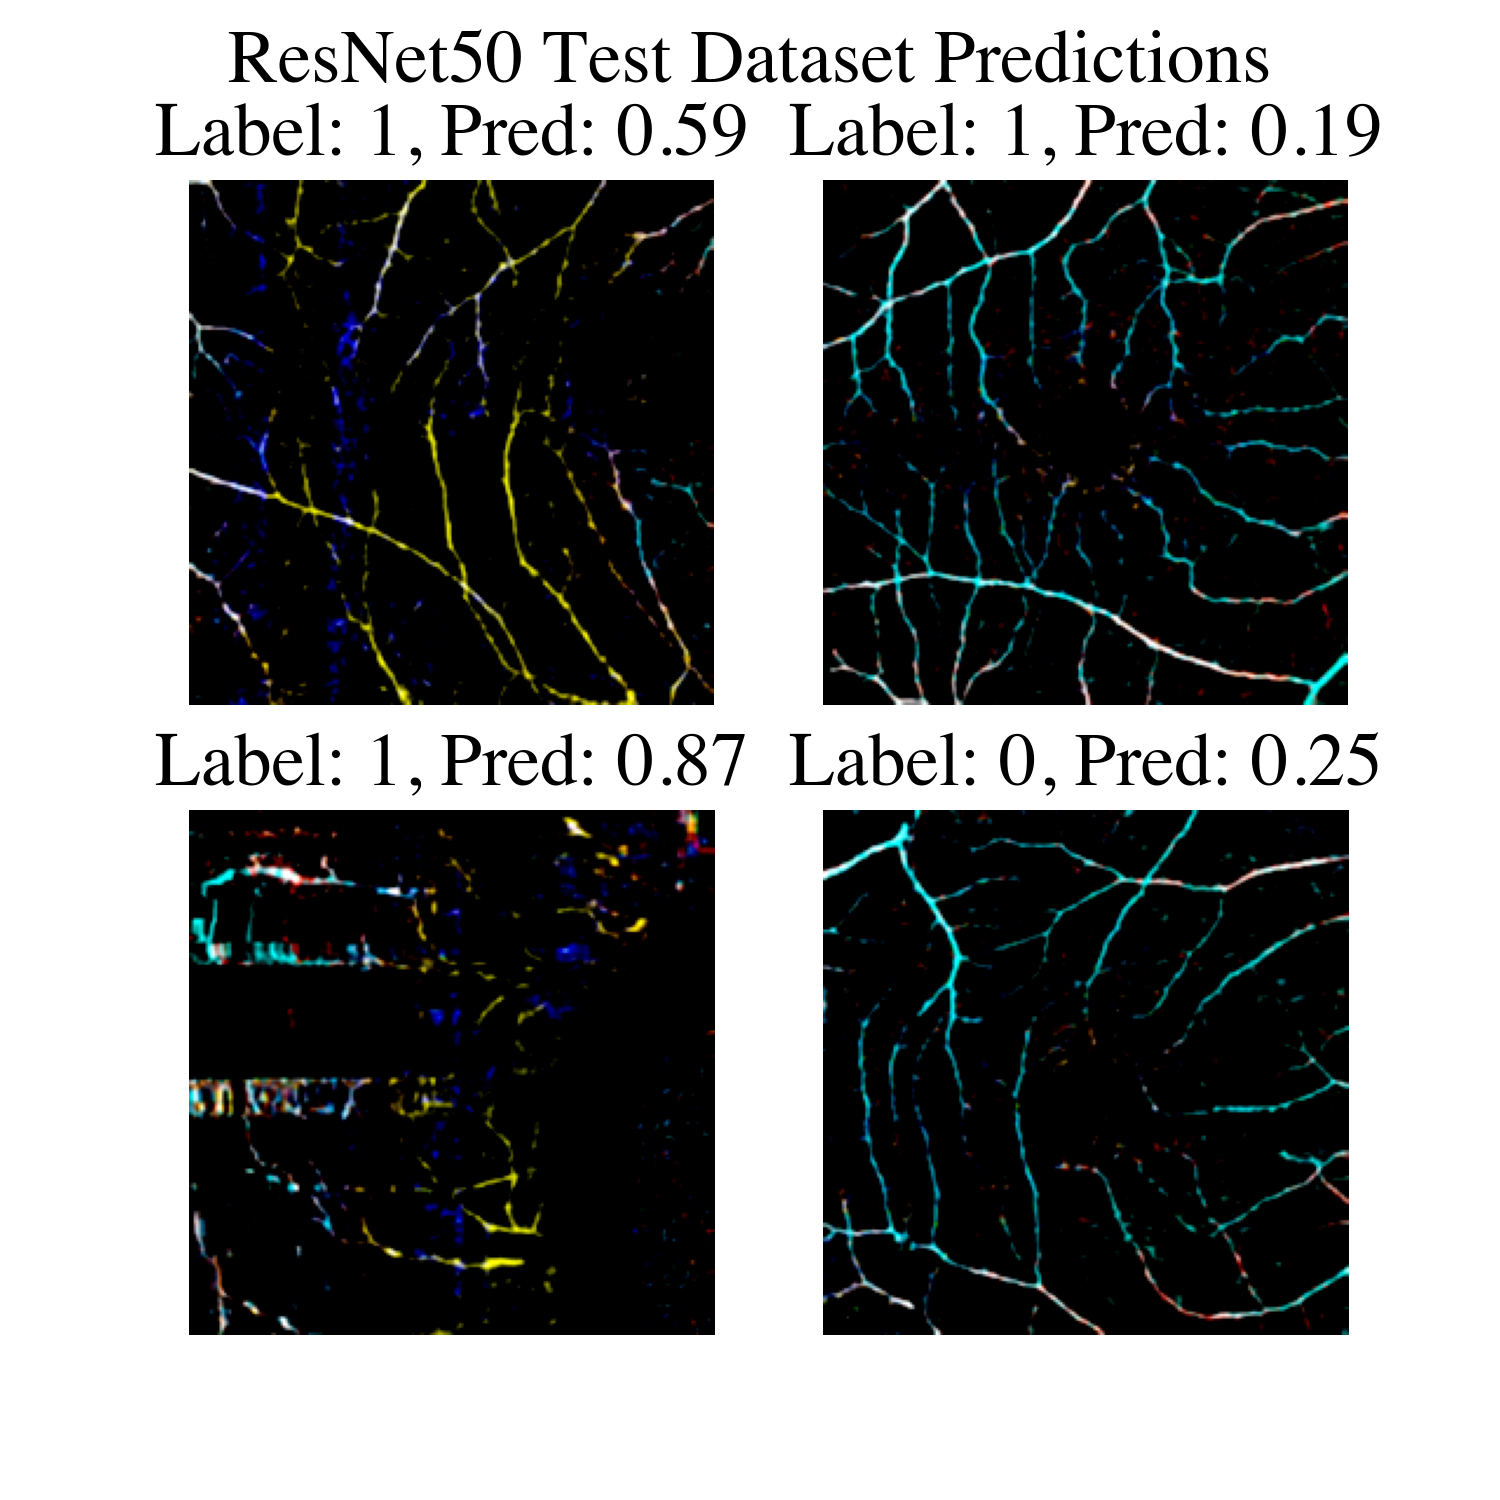 ResNet50 Test Dataset Predictions
Label: 1, Pred: 0.59
Label: 1, Pred: 0.19
Label: 1, Pred: 0.87
Label: 0, Pred: 0.25